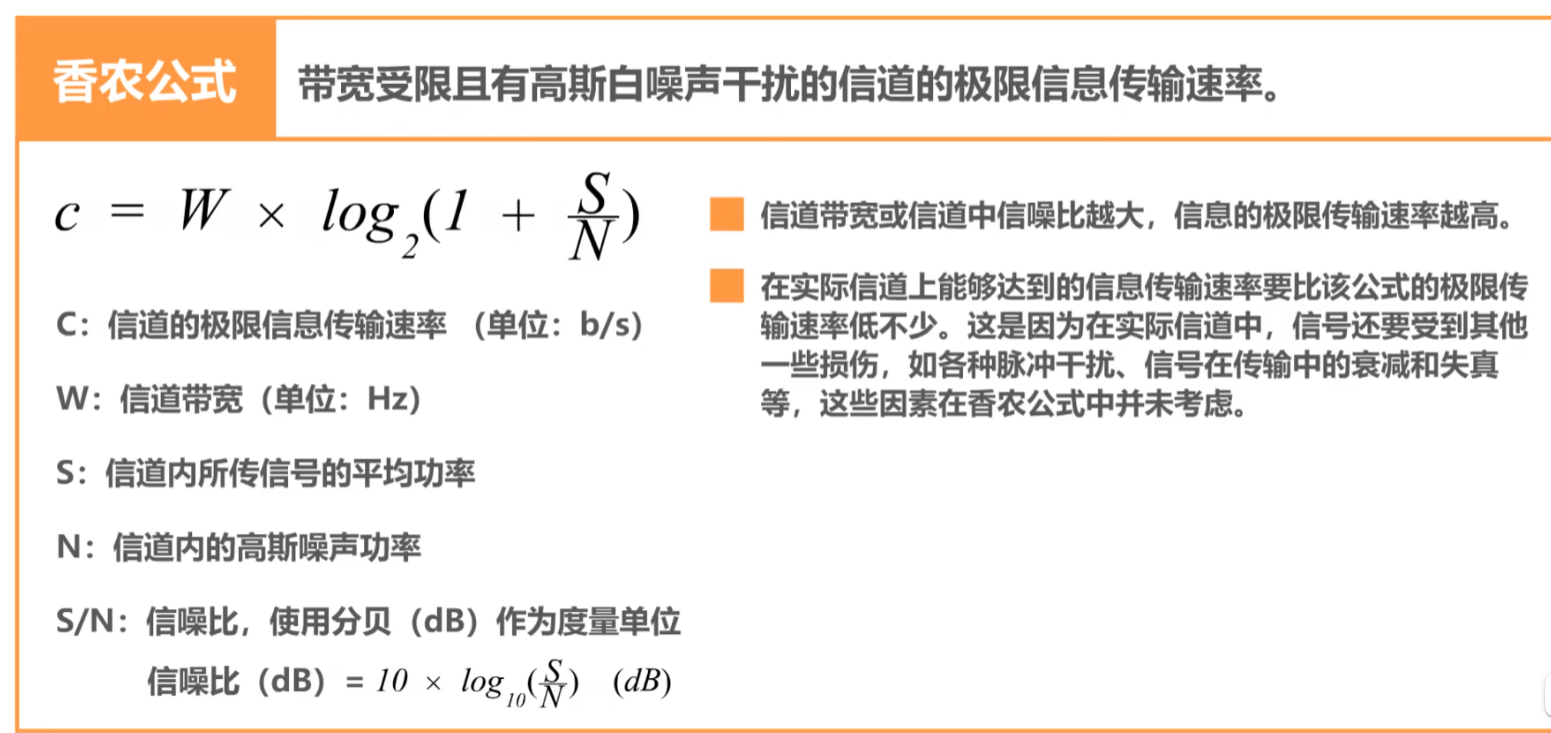 香农公式
带宽受限且有高斯白噪声干扰的信道的极限信息传输速率。
c = W × log₂(1 + S/N)
C：信道的极限信息传输速率 （单位：b/s）
W：信道带宽（单位：Hz）
S：信道内所传信号的平均功率
N：信道内的高斯噪声功率
S/N：信噪比，使用分贝（dB）作为度量单位
信噪比（dB）= 10 × log₁₀(S/N) (dB)
信道带宽或信道中信噪比越大，信息的极限传输速率越高。
在实际信道上能够达到的信息传输速率要比该公式的极限传
输速率低不少。这是因为在实际信道中，信号还要受到其他
一些损伤，如各种脉冲干扰、信号在传输中的衰减和失真
等，这些因素在香农公式中并未考虑。